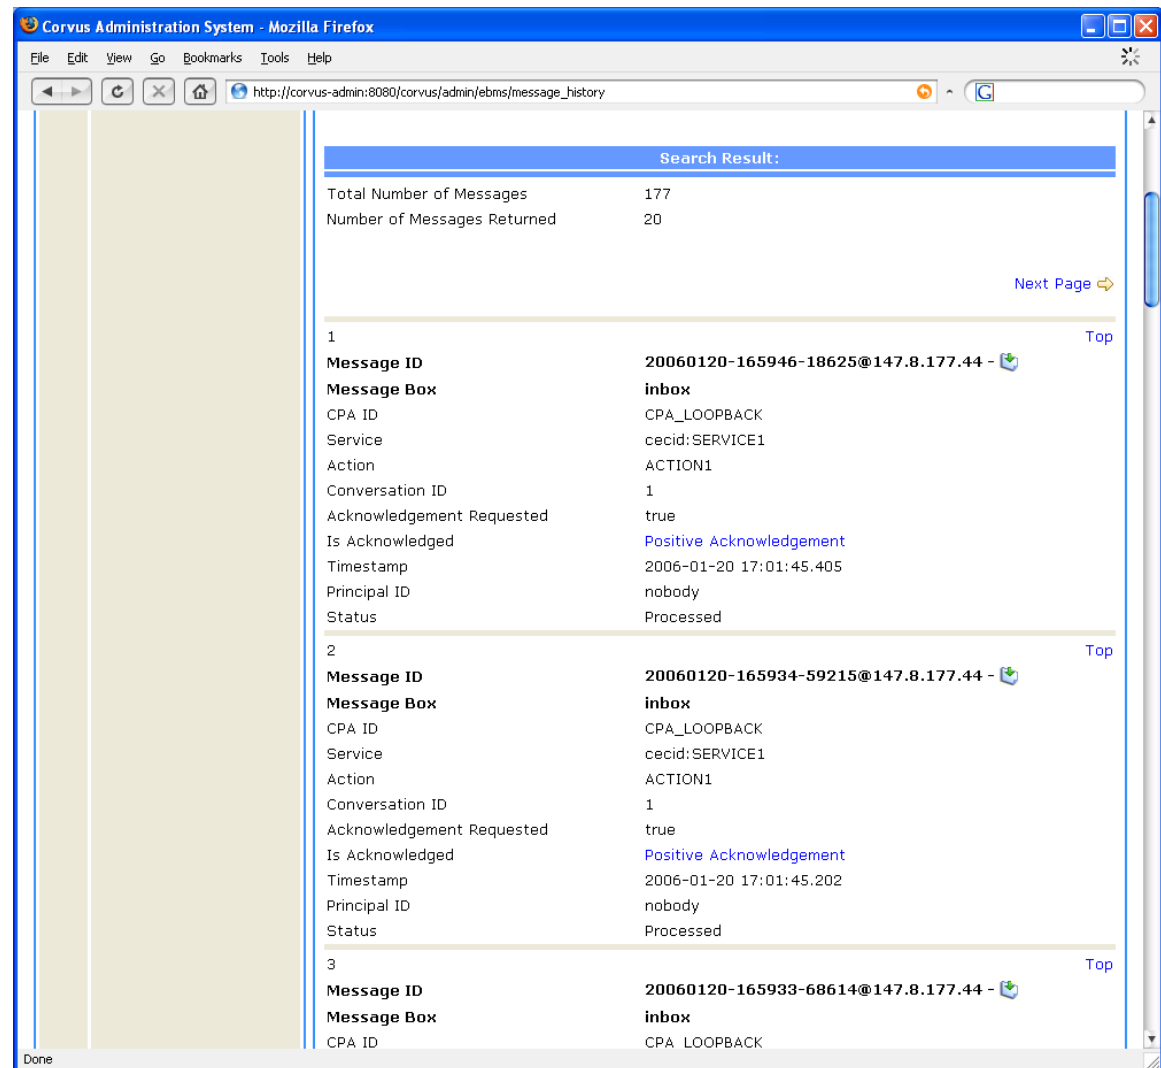 Corvus Administration System - Mozilla Firefox
File Edit View Go Bookmarks Tools Help
http://corvus-admin:8080/corvus/admin/ebms/message_history G
Search Result:
Total Number of Messages 177
Number of Messages Returned 20
Next Page
1 Top
Message ID 20060120-165946-18625@147.8.177.44 -
Message Box inbox
CPA ID CPA_LOOPBACK
Service cecid:SERVICE1
Action ACTION1
Conversation ID 1
Acknowledgement Requested true
Is Acknowledged Positive Acknowledgement
Timestamp 2006-01-20 17:01:45.405
Principal ID nobody
Status Processed
2 Top
Message ID 20060120-165934-59215@147.8.177.44 -
Message Box inbox
CPA ID CPA_LOOPBACK
Service cecid:SERVICE1
Action ACTION1
Conversation ID 1
Acknowledgement Requested true
Is Acknowledged Positive Acknowledgement
Timestamp 2006-01-20 17:01:45.202
Principal ID nobody
Status Processed
3 Top
Message ID 20060120-165933-68614@147.8.177.44 -
Message Box inbox
CPA ID CPA_LOOPBACK
Done